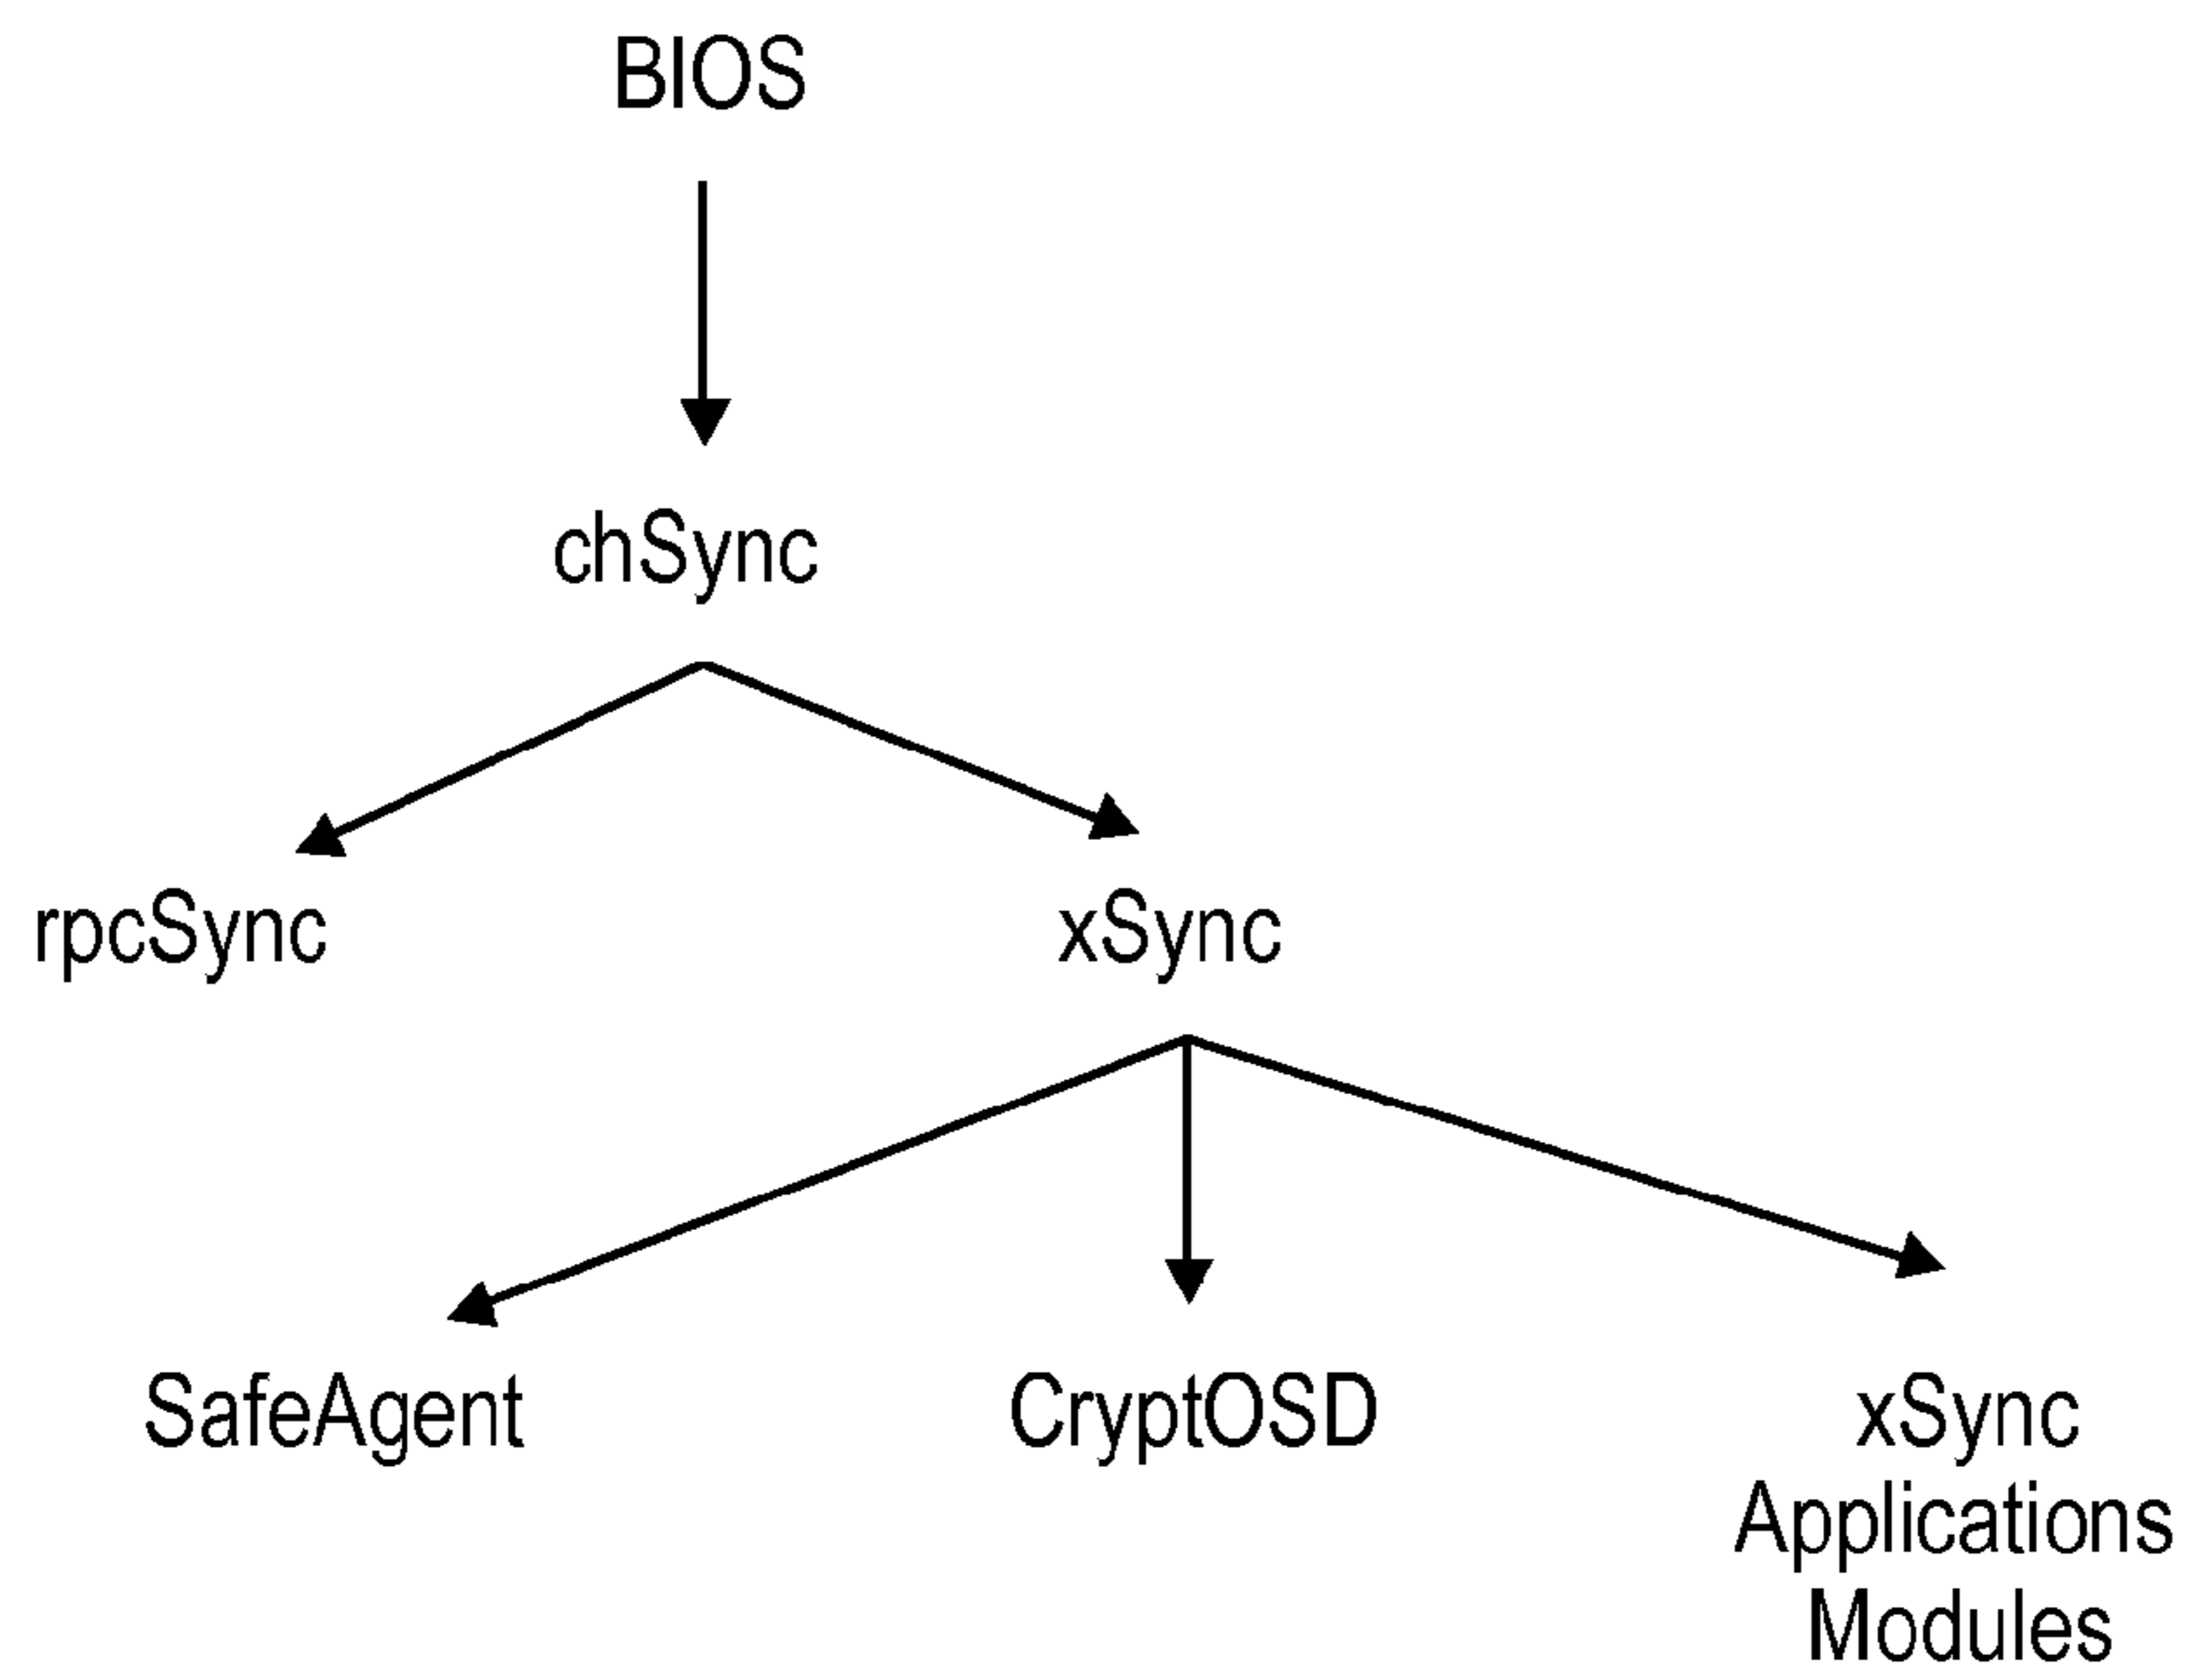 BIOS
chSync
rpcSync
xSync
SafeAgent
CryptOSD
xSync
Applications
Modules